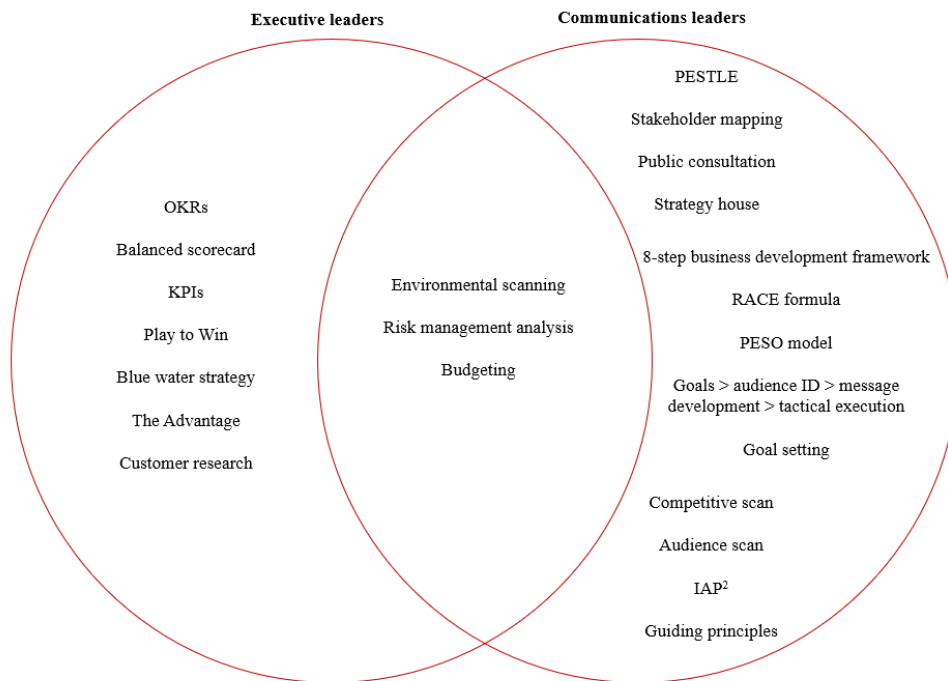 Executive leaders
Communications leaders
OKRs
Balanced scorecard
KPIs
Play to Win
Blue water strategy
The Advantage
Customer research
Environmental scanning
Risk management analysis
Budgeting
PESTLE
Stakeholder mapping
Public consultation
Strategy house
8-step business development framework
RACE formula
PESO model
Goals > audience ID > message
development > tactical execution
Goal setting
Competitive scan
Audience scan
IAP²
Guiding principles